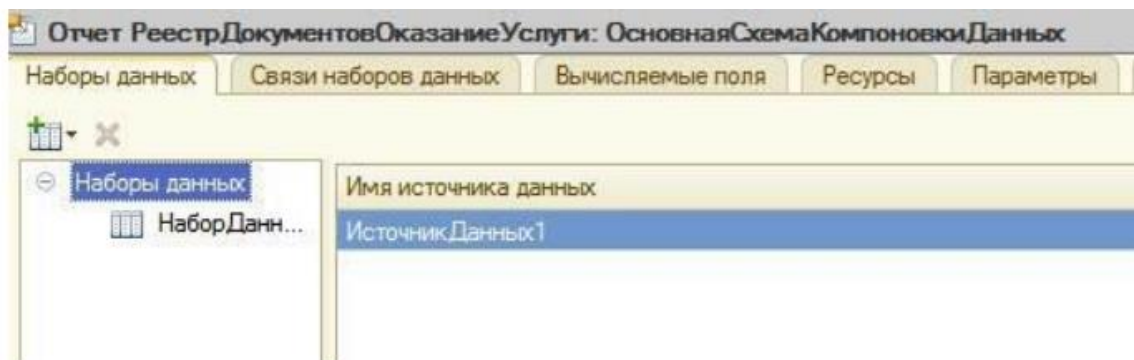 Отчет РеестрДокументовОказаниеУслуги: ОсновнаяСхемаКомпоновкиДанных
Наборы данных Связи наборов данных Вычисляемые поля Ресурсы Параметры
Наборы данных
НаборДанн...
Имя источника данных
ИсточникДанных1